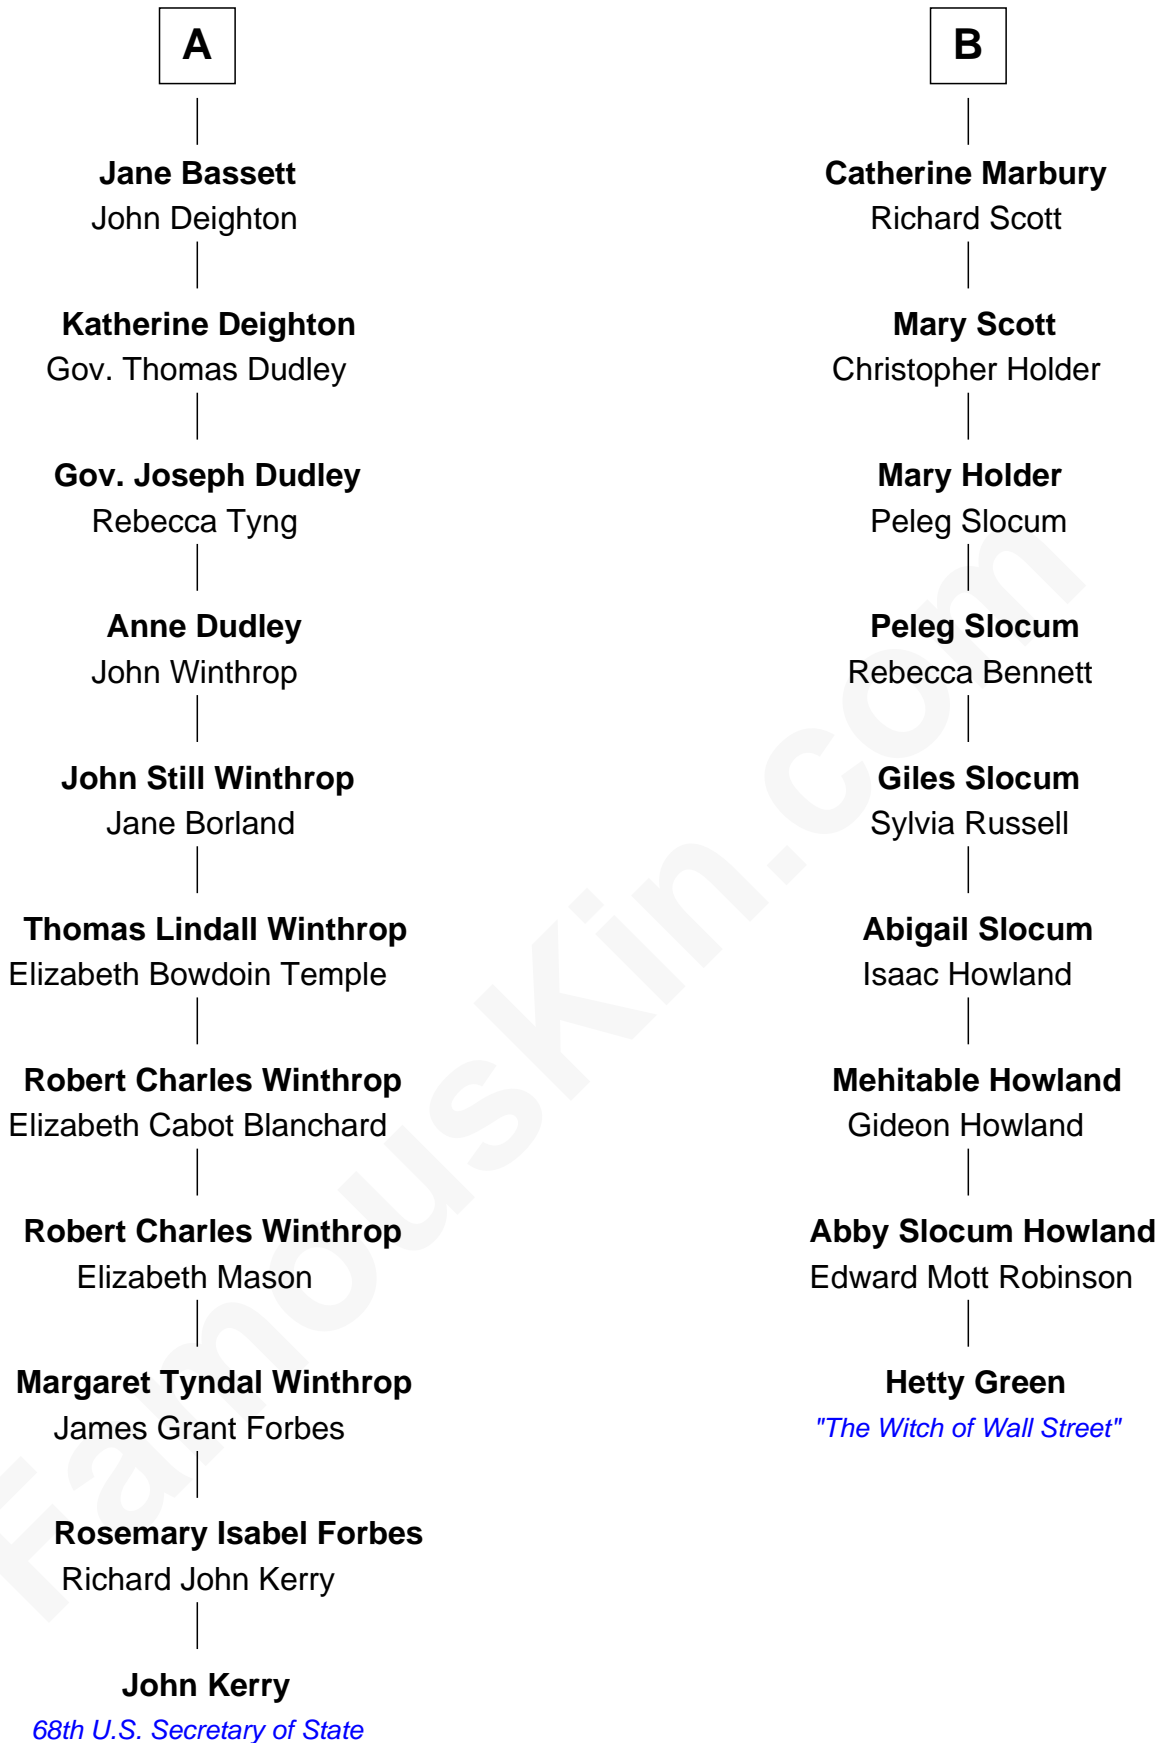 A
Jane Bassett
John Deighton
Katherine Deighton
Gov. Thomas Dudley
Gov. Joseph Dudley
Rebecca Tyng
Anne Dudley
John Winthrop
John Still Winthrop
Jane Borland
Thomas Lindall Winthrop
Elizabeth Bowdoin Temple
Robert Charles Winthrop
Elizabeth Cabot Blanchard
Robert Charles Winthrop
Elizabeth Mason
Margaret Tyndal Winthrop
James Grant Forbes
Rosemary Isabel Forbes
Richard John Kerry
John Kerry
68th U.S. Secretary of State
B
Catherine Marbury
Richard Scott
Mary Scott
Christopher Holder
Mary Holder
Peleg Slocum
Peleg Slocum
Rebecca Bennett
Giles Slocum
Sylvia Russell
Abigail Slocum
Isaac Howland
Mehitable Howland
Gideon Howland
Abby Slocum Howland
Edward Mott Robinson
Hetty Green
"The Witch of Wall Street"
FamousKin.com